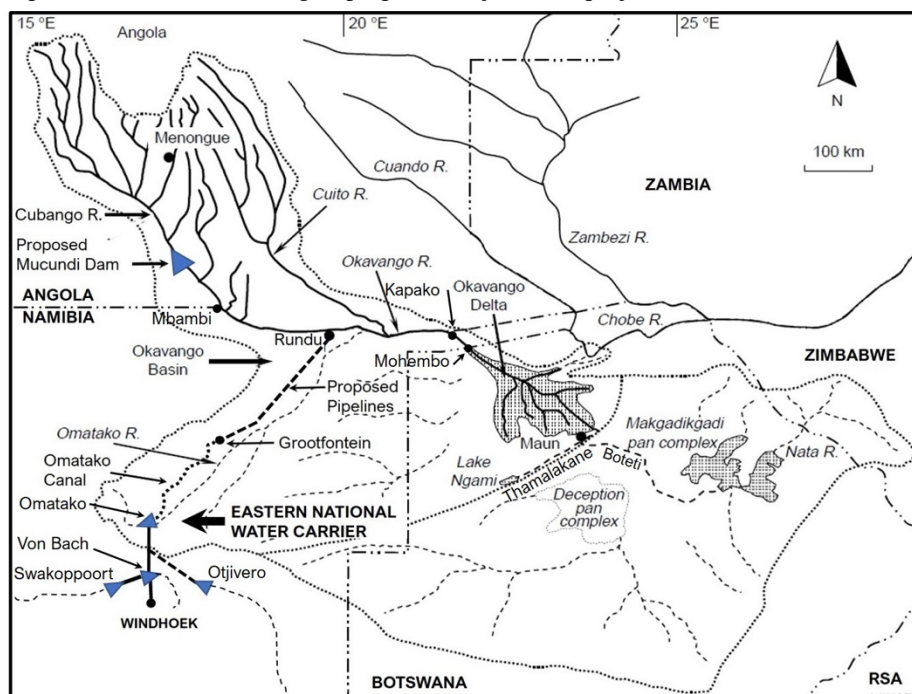 15 °E
20 °E
25 °E
Angola
N
Menongue
100 km
Cuando R.
ZAMBIA
Cuito R.
Cubango R.
Zambezi R.
Proposed
Mucundi Dam
Okavango R.
Okavango
Delta
Kapako
ANGOLA
NAMIBIA
Mbambi
Chobe R.
Rundu
Mohembo
ZIMBABWE
Okavango
Basin
Proposed
Pipelines
Makgadikgadi
pan complex
Omatako R.
Grootfontein
Maun
Nata R.
Omatako
Canal
Lake
Ngami
Thamalakane
Boteti
Omatako
EASTERN NATIONAL
WATER CARRIER
Deception
pan
complex
Von Bach
Swakoppoort
Otjivero
WINDHOEK
BOTSWANA
RSA